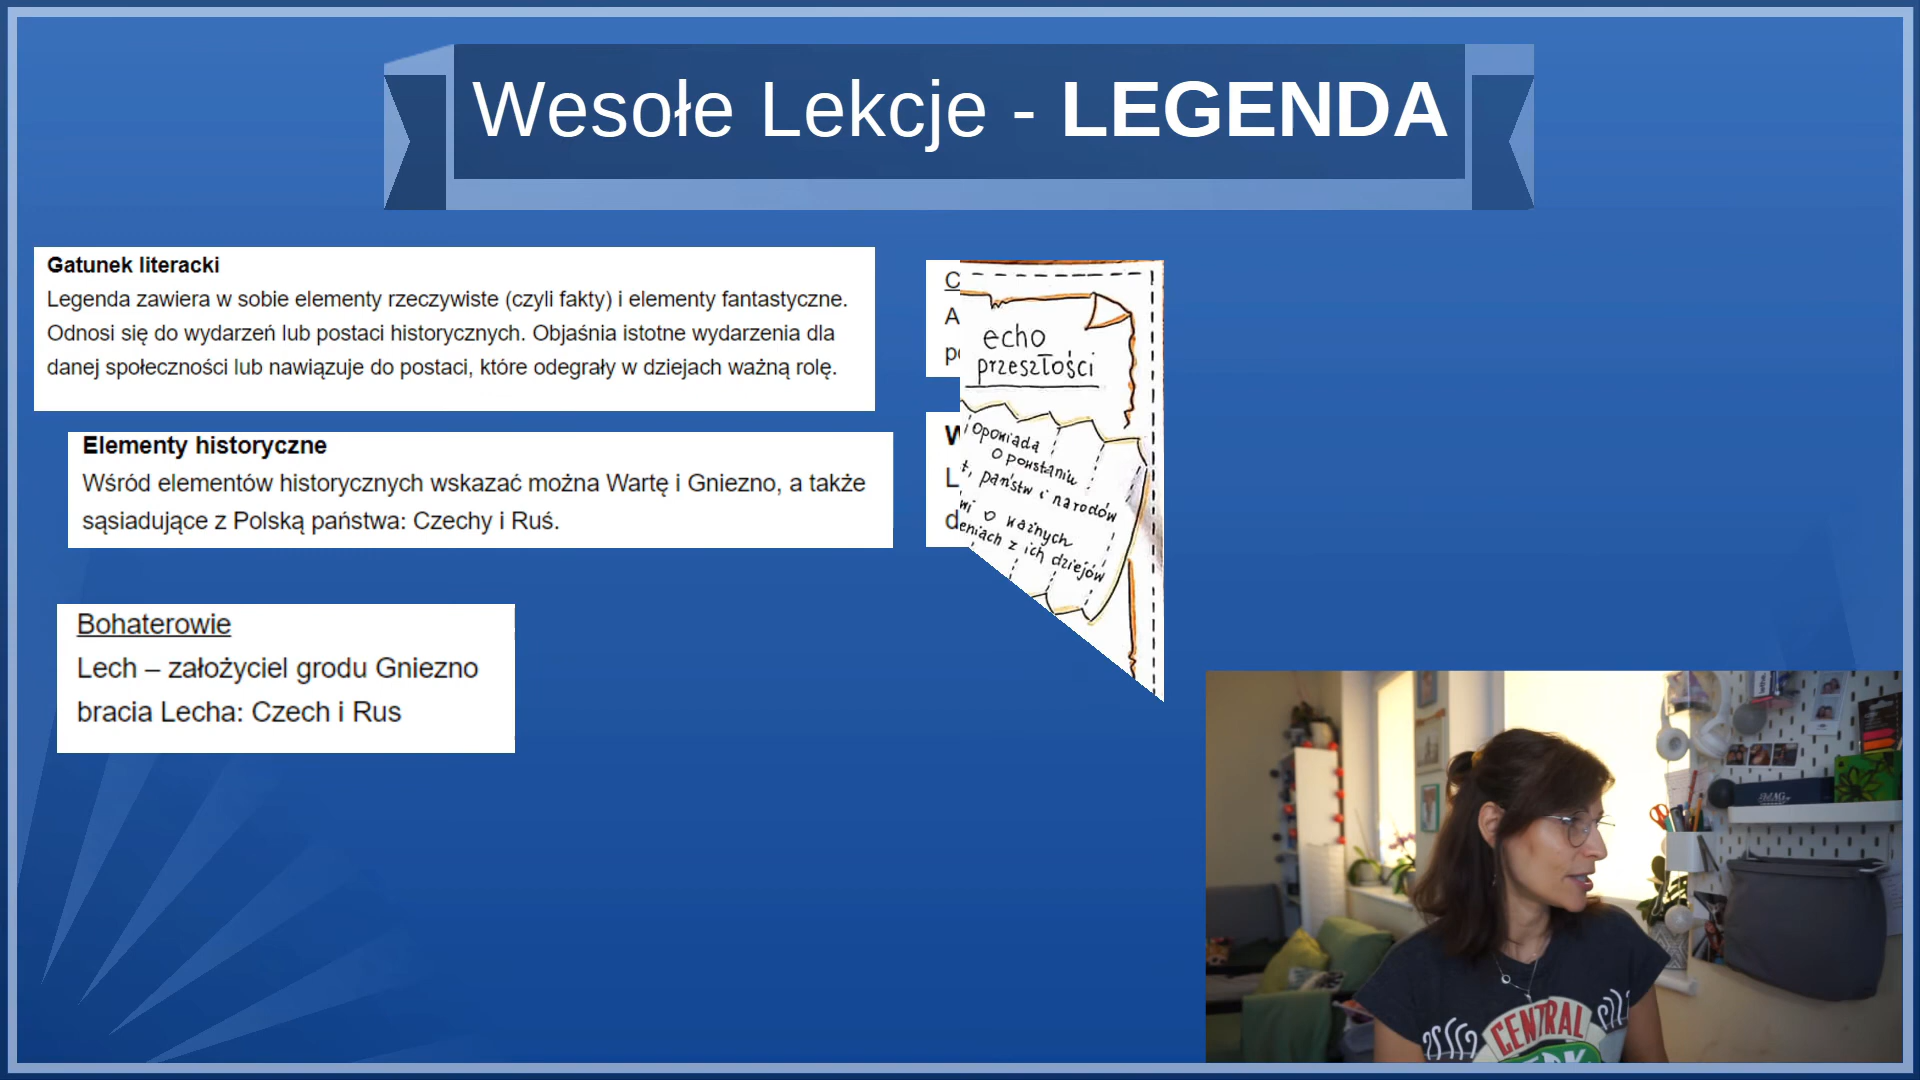 Wesołe Lekcje - LEGENDA
Gatunek literacki
Legenda zawiera w sobie elementy rzeczywiste (czyli fakty) i elementy fantastyczne.
Odnosi się do wydarzeń lub postaci historycznych. Objaśnia istotne wydarzenia dla
danej społeczności lub nawiązuje do postaci, które odegrały w dziejach ważną rolę.
Elementy historyczne
Wśród elementów historycznych wskazać można Wartę i Gniezno, a także
sąsiadujące z Polską państwa: Czechy i Ruś.
Bohaterowie
Lech – założyciel grodu Gniezno
bracia Lecha: Czech i Rus
echo
przeszłości
i opowiada
o powstaniu
państw i narodów
o ważnych
z ich dziejów
CENTRAL